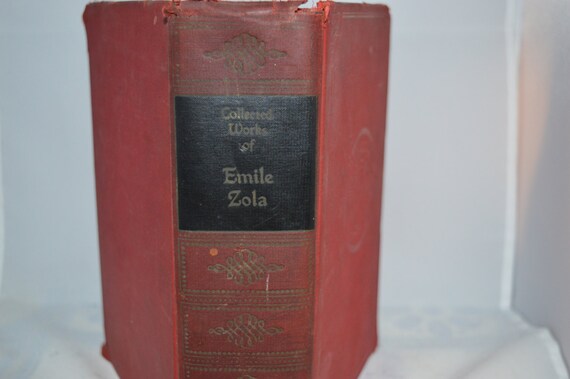 Collected
Works
of
Emile
Zola